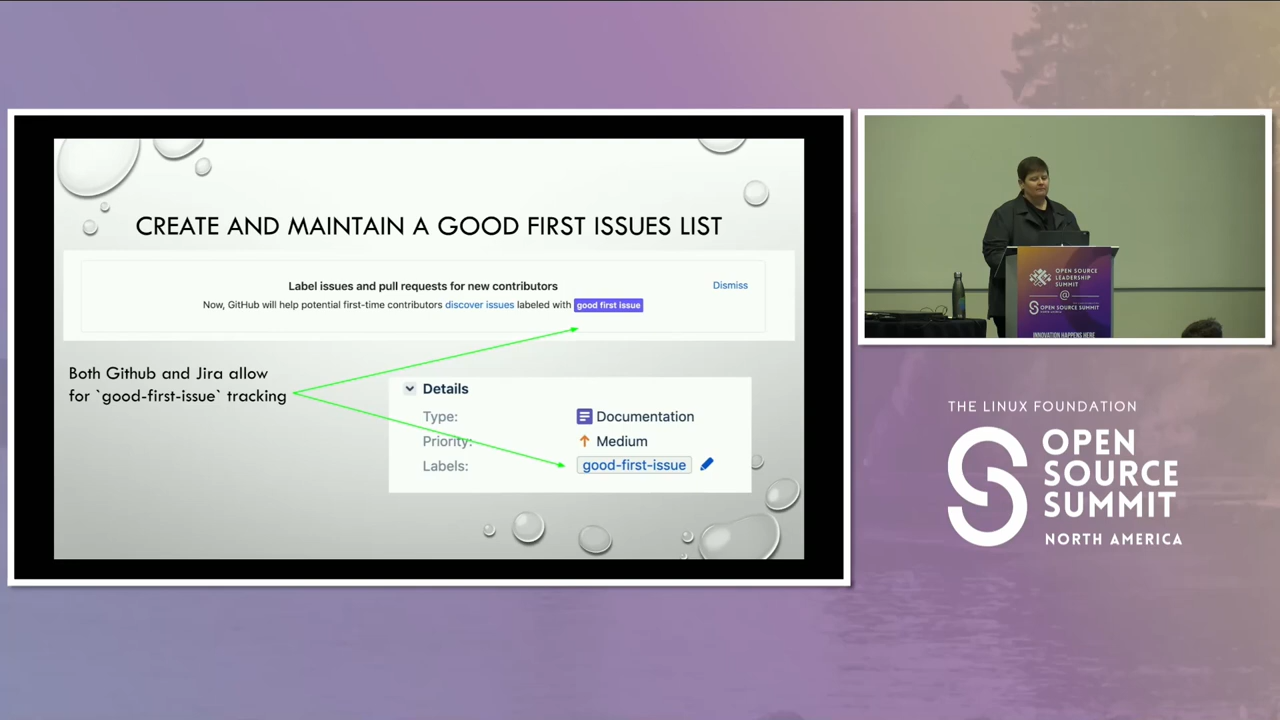 CREATE AND MAINTAIN A GOOD FIRST ISSUES LIST
Label issues and pull requests for new contributors
Dismiss
Now, GitHub will help potential first-time contributors discover issues labeled with good first issue
Both Github and Jira allow
for `good-first-issue` tracking
Details
Type: Documentation
Priority: Medium
Labels: good-first-issue
OPEN SOURCE
LEADERSHIP
SUMMIT
@
OPEN SOURCE SUMMIT
INNOVATION HAPPENS HERE
THE LINUX FOUNDATION
OPEN
SOURCE
SUMMIT
NORTH AMERICA